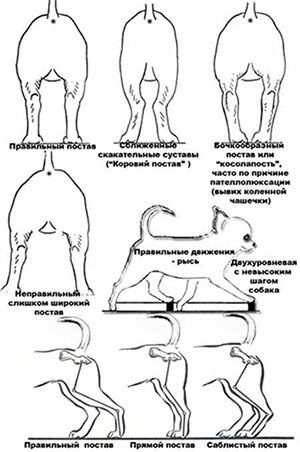 Правильный постав
Сближенные
скакательные суставы
("Коровий постав" )
Бочкообразный
постав или
"косолапость",
часто по причине
пателлолюксации
(вывих коленной
чашечки)
Неправильный
слишком широкий
постав
Правильные движения
- рысь
Двухуровневая
с невысоким
шагом
собака
Правильный постав
Прямой постав
Саблистый постав